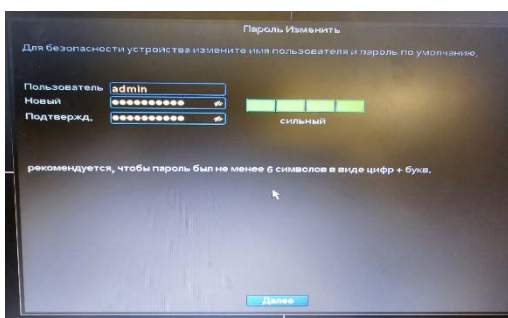 Пароль Изменить
Для безопасности устройства измените имя пользователя и пароль по умолчанию.
Пользователь admin
Новый ●●●●●●●●●●
Подтвержд. ●●●●●●●●●●
сильный
рекомендуется, чтобы пароль был не менее 6 символов в виде цифр + букв.
Далее